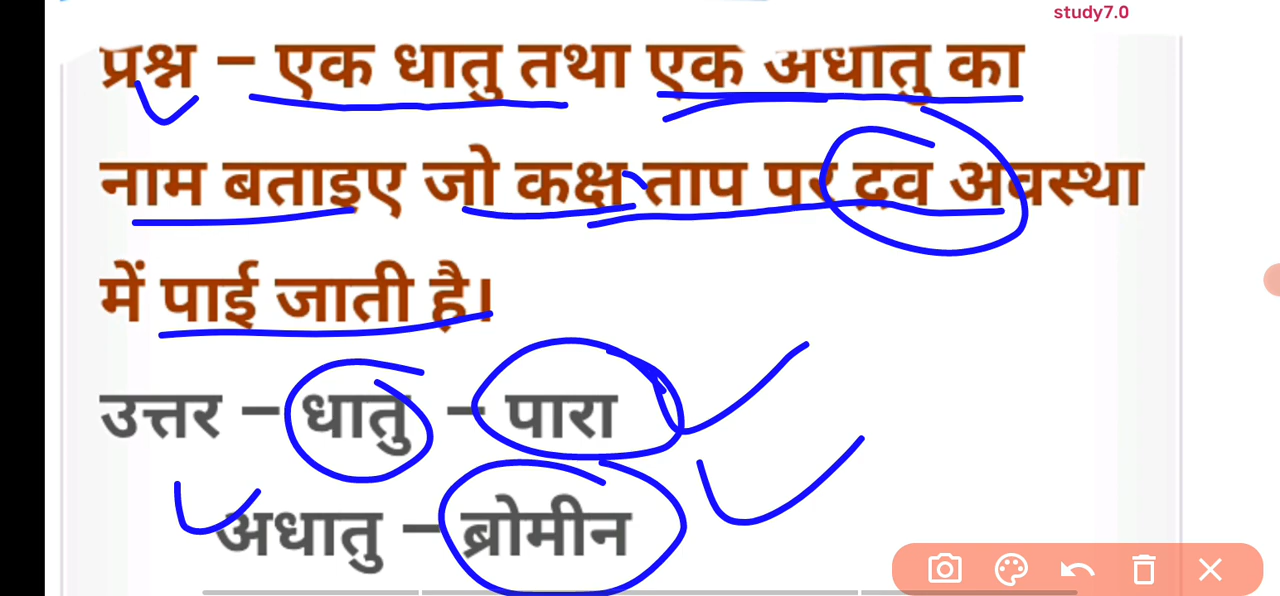 study7.0
प्रश्न – एक धातु तथा एक अधातु का
नाम बताइए जो कक्ष ताप पर द्रव अवस्था
में पाई जाती है।
उत्तर – धातु – पारा
अधातु – ब्रोमीन